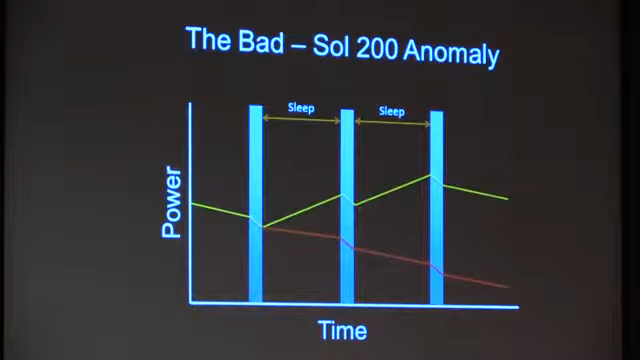 The Bad – Sol 200 Anomaly
Sleep
Sleep
Power
Time